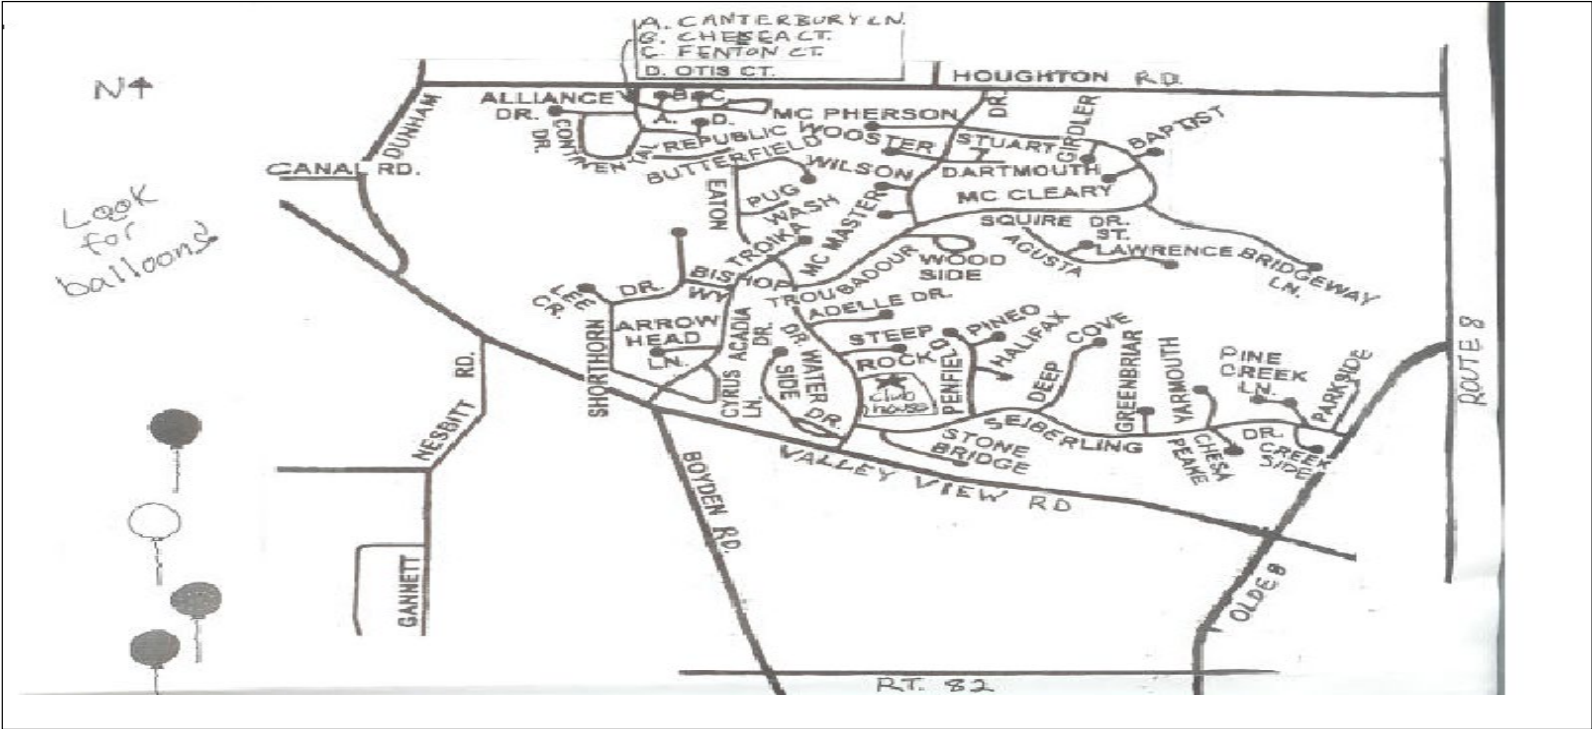 A. CANTERBURY LN.
B. CHELSEA CT.
C. FENTON CT.
D. OTIS CT.
N
HOUGHTON RD.
DUNHAM
ALLIANCE
DR.
B.
C.
A.
D.
CONTINENTAL
DR.
MC PHERSON
DR.
GIRDLER
BAPTIST
REPUBLIC
WOOSTER
STUART
BUTTERFIELD
CANAL RD.
WILSON
DARTMOUTH
MC CLEARY
EATON
PUG
WASH
MC MASTER
SQUIRE DR.
ST.
LAWRENCE
AGUSTA
BRIDGEWAY
LN.
Look
for
balloons
TROIKA
WOOD
SIDE
BISHOP
WY
DR.
LEE
CR.
TROUBADOUR
DR.
ADELLE DR.
ARROW
HEAD
LN.
ACADIA
DR.
SHORTHORN
STEEP
ROCK
PINEO
HALIFAX
COVE
DEEP
PENFIELD
WATER
SIDE
DR.
CYRUS
LN.
Club
house
GREENBRIAR
YARMOUTH
PINE
CREEK
LN.
PARKSIDE
ROUTE 8
SEIBERLING
DR.
STONE
BRIDGE
CHESA
PEAKE
CREEK
SIDE
NESBITT RD.
VALLEY VIEW RD
BOYDEN RD.
GANNETT
OLDE 8
RT. 82